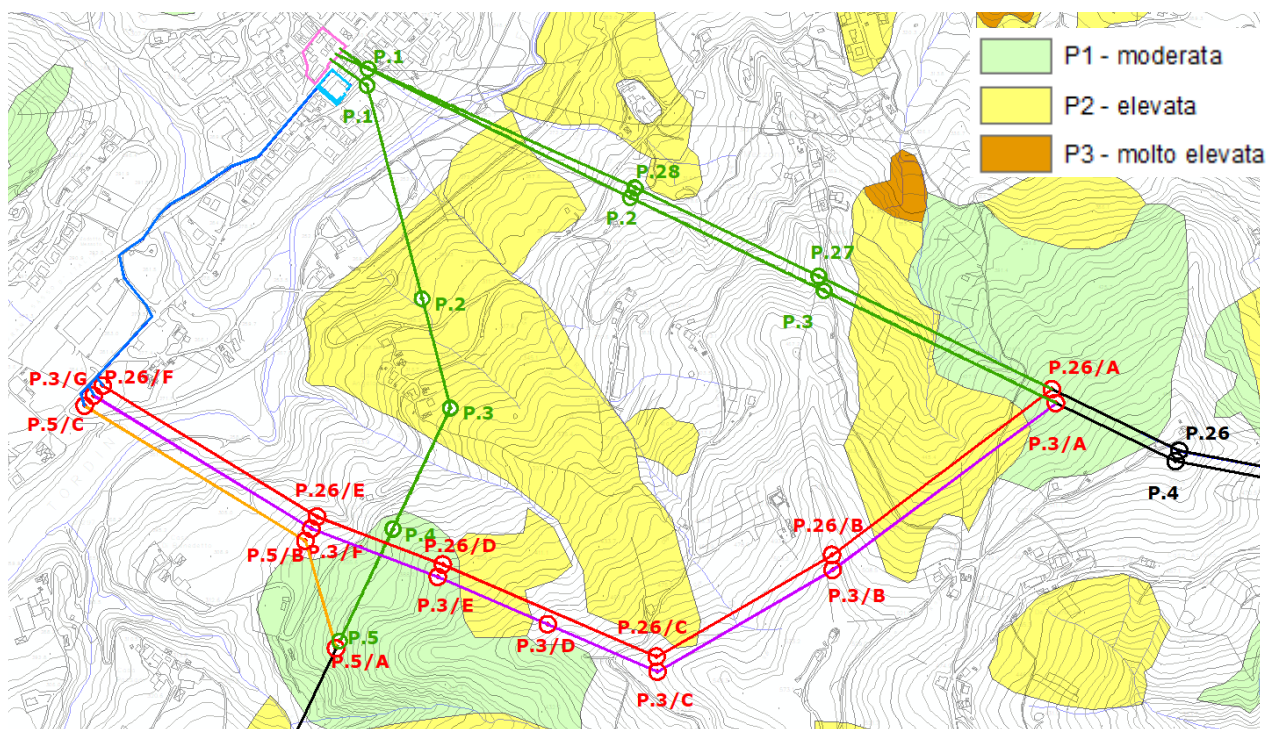 P1 - moderata
P2 - elevata
P3 - molto elevata
P.1
P.1
P.28
P.2
P.27
P.3
P.2
P.3
P.26/A
P.3/A
P.26
P.4
P.3/G
P.26/F
P.5/C
P.26/E
P.4
P.5/B
P.3/F
P.26/D
P.3/E
P.26/B
P.3/B
P.5
P.5/A
P.3/D
P.26/C
P.3/C